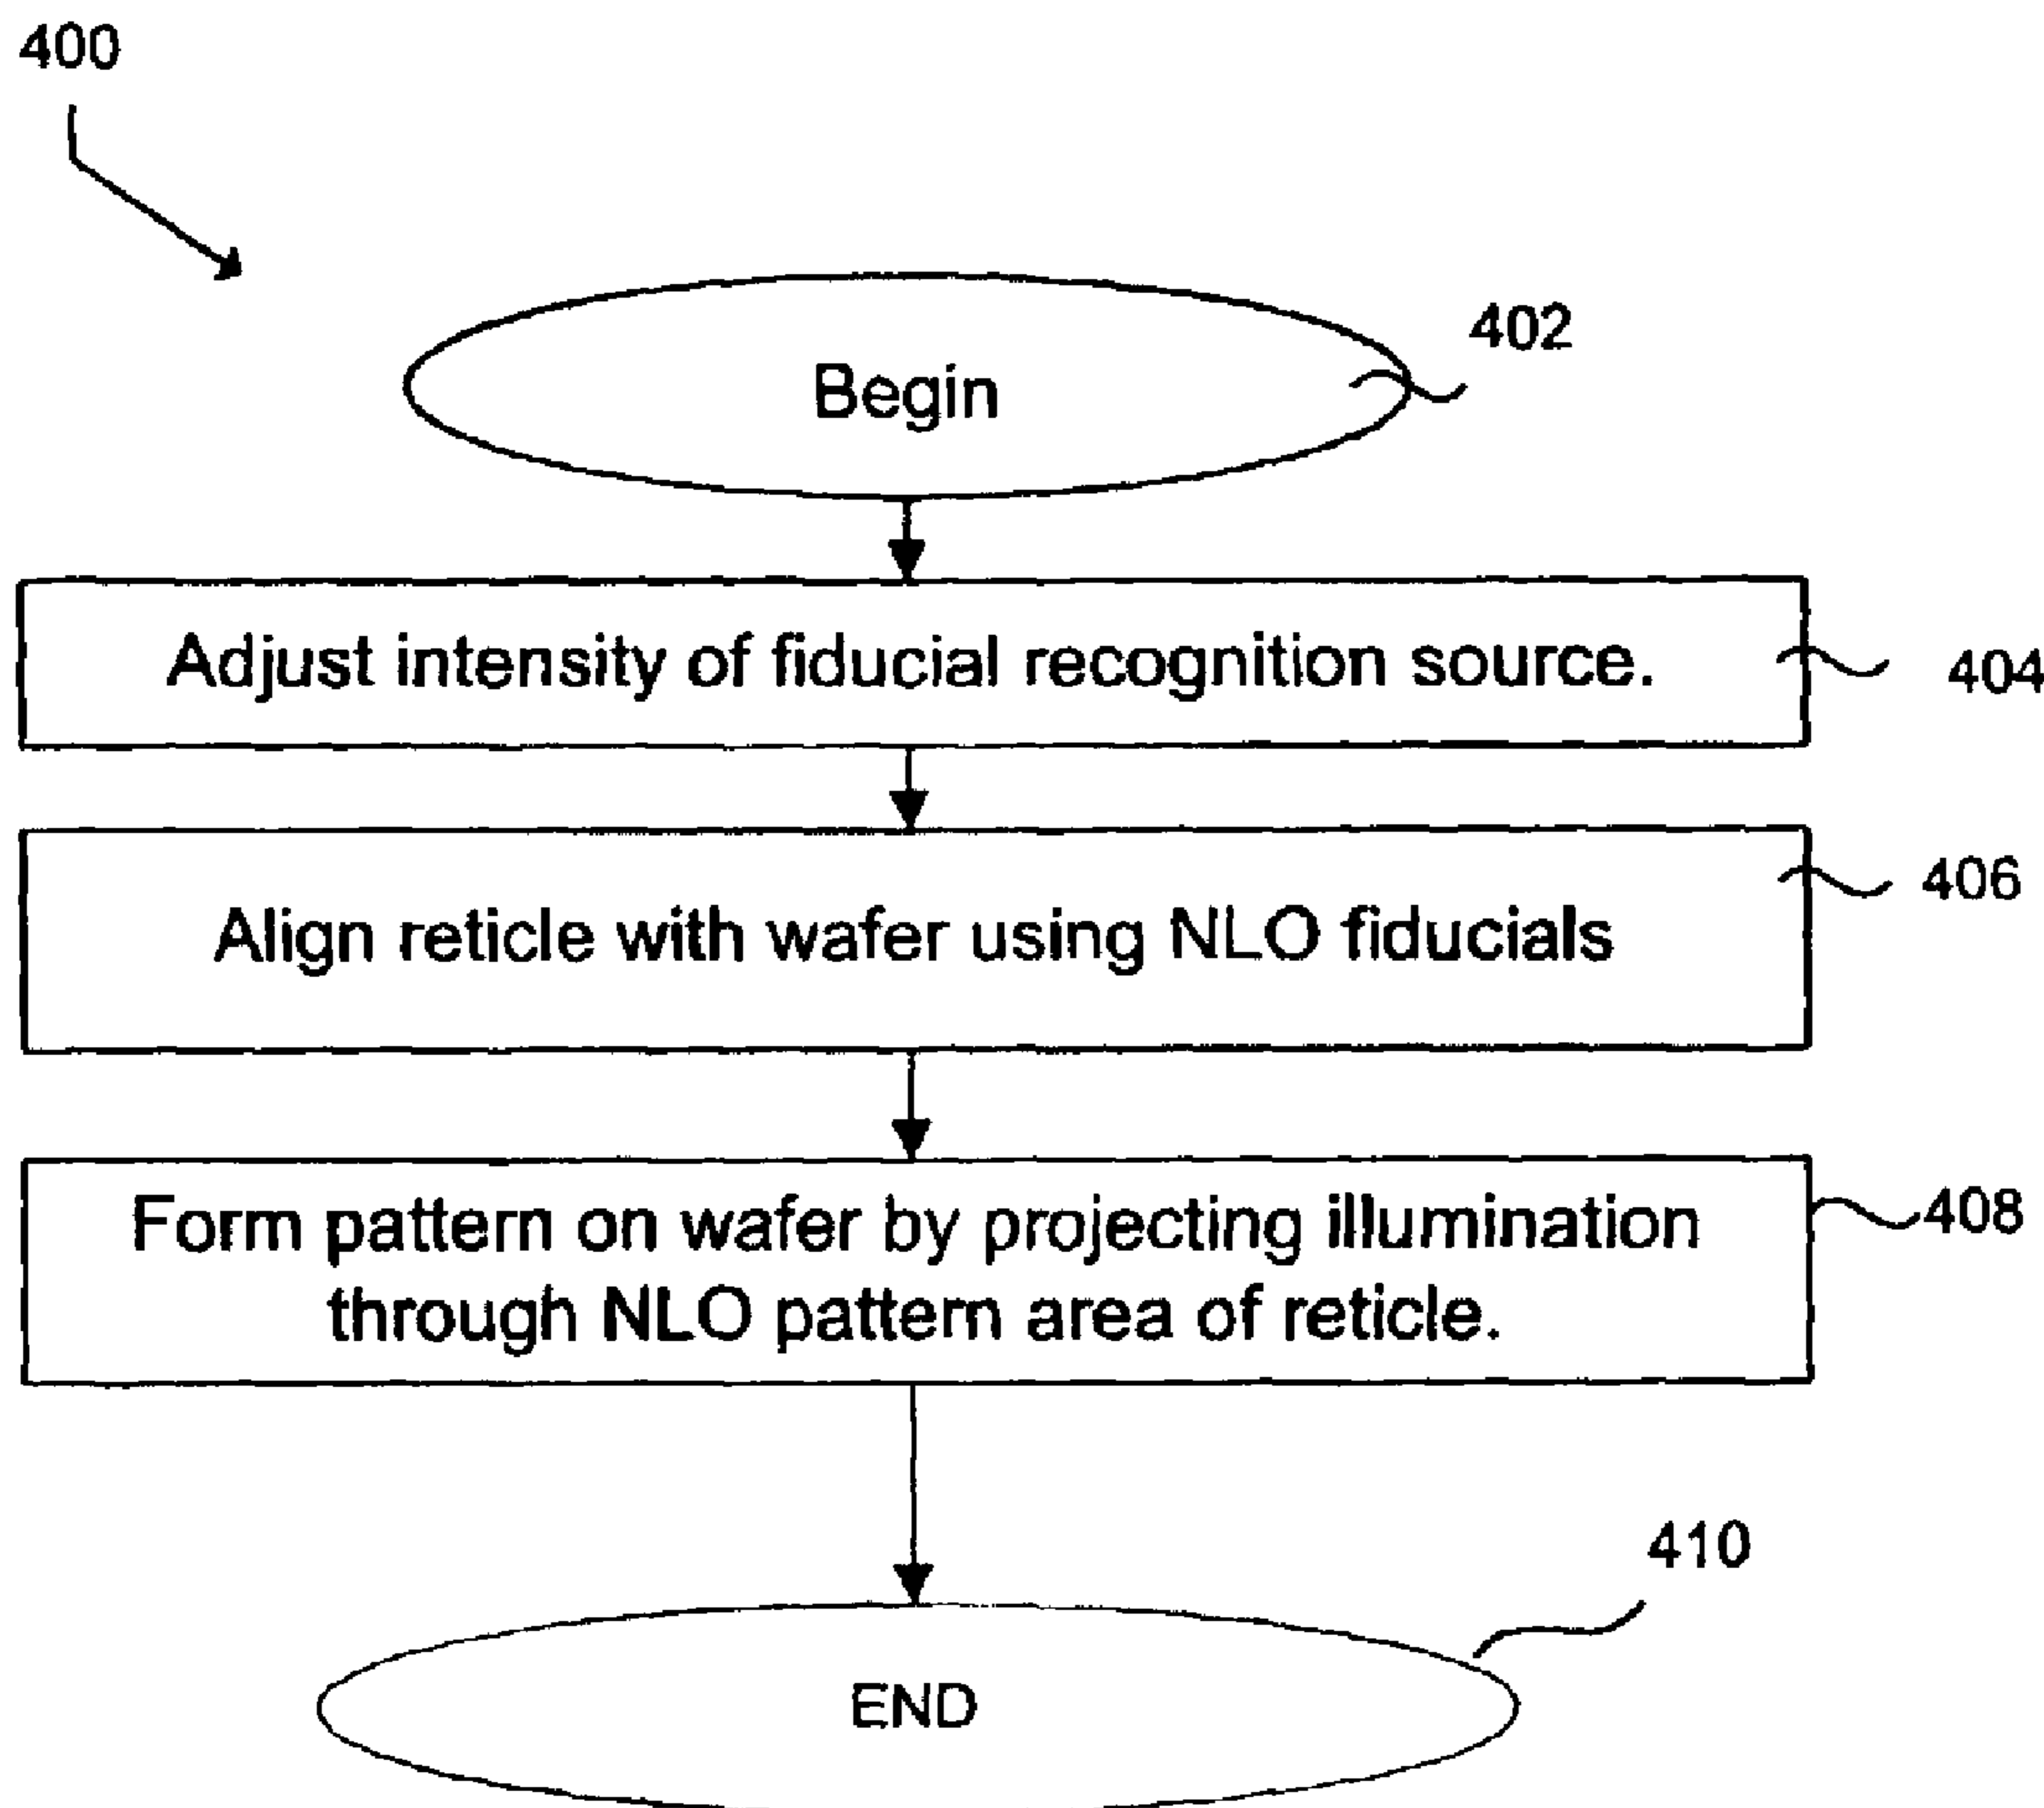 400
402
Begin
Adjust intensity of fiducial recognition source.
404
406
Align reticle with wafer using NLO fiducials
Form pattern on wafer by projecting illumination
408
through NLO pattern area of reticle.
410
END